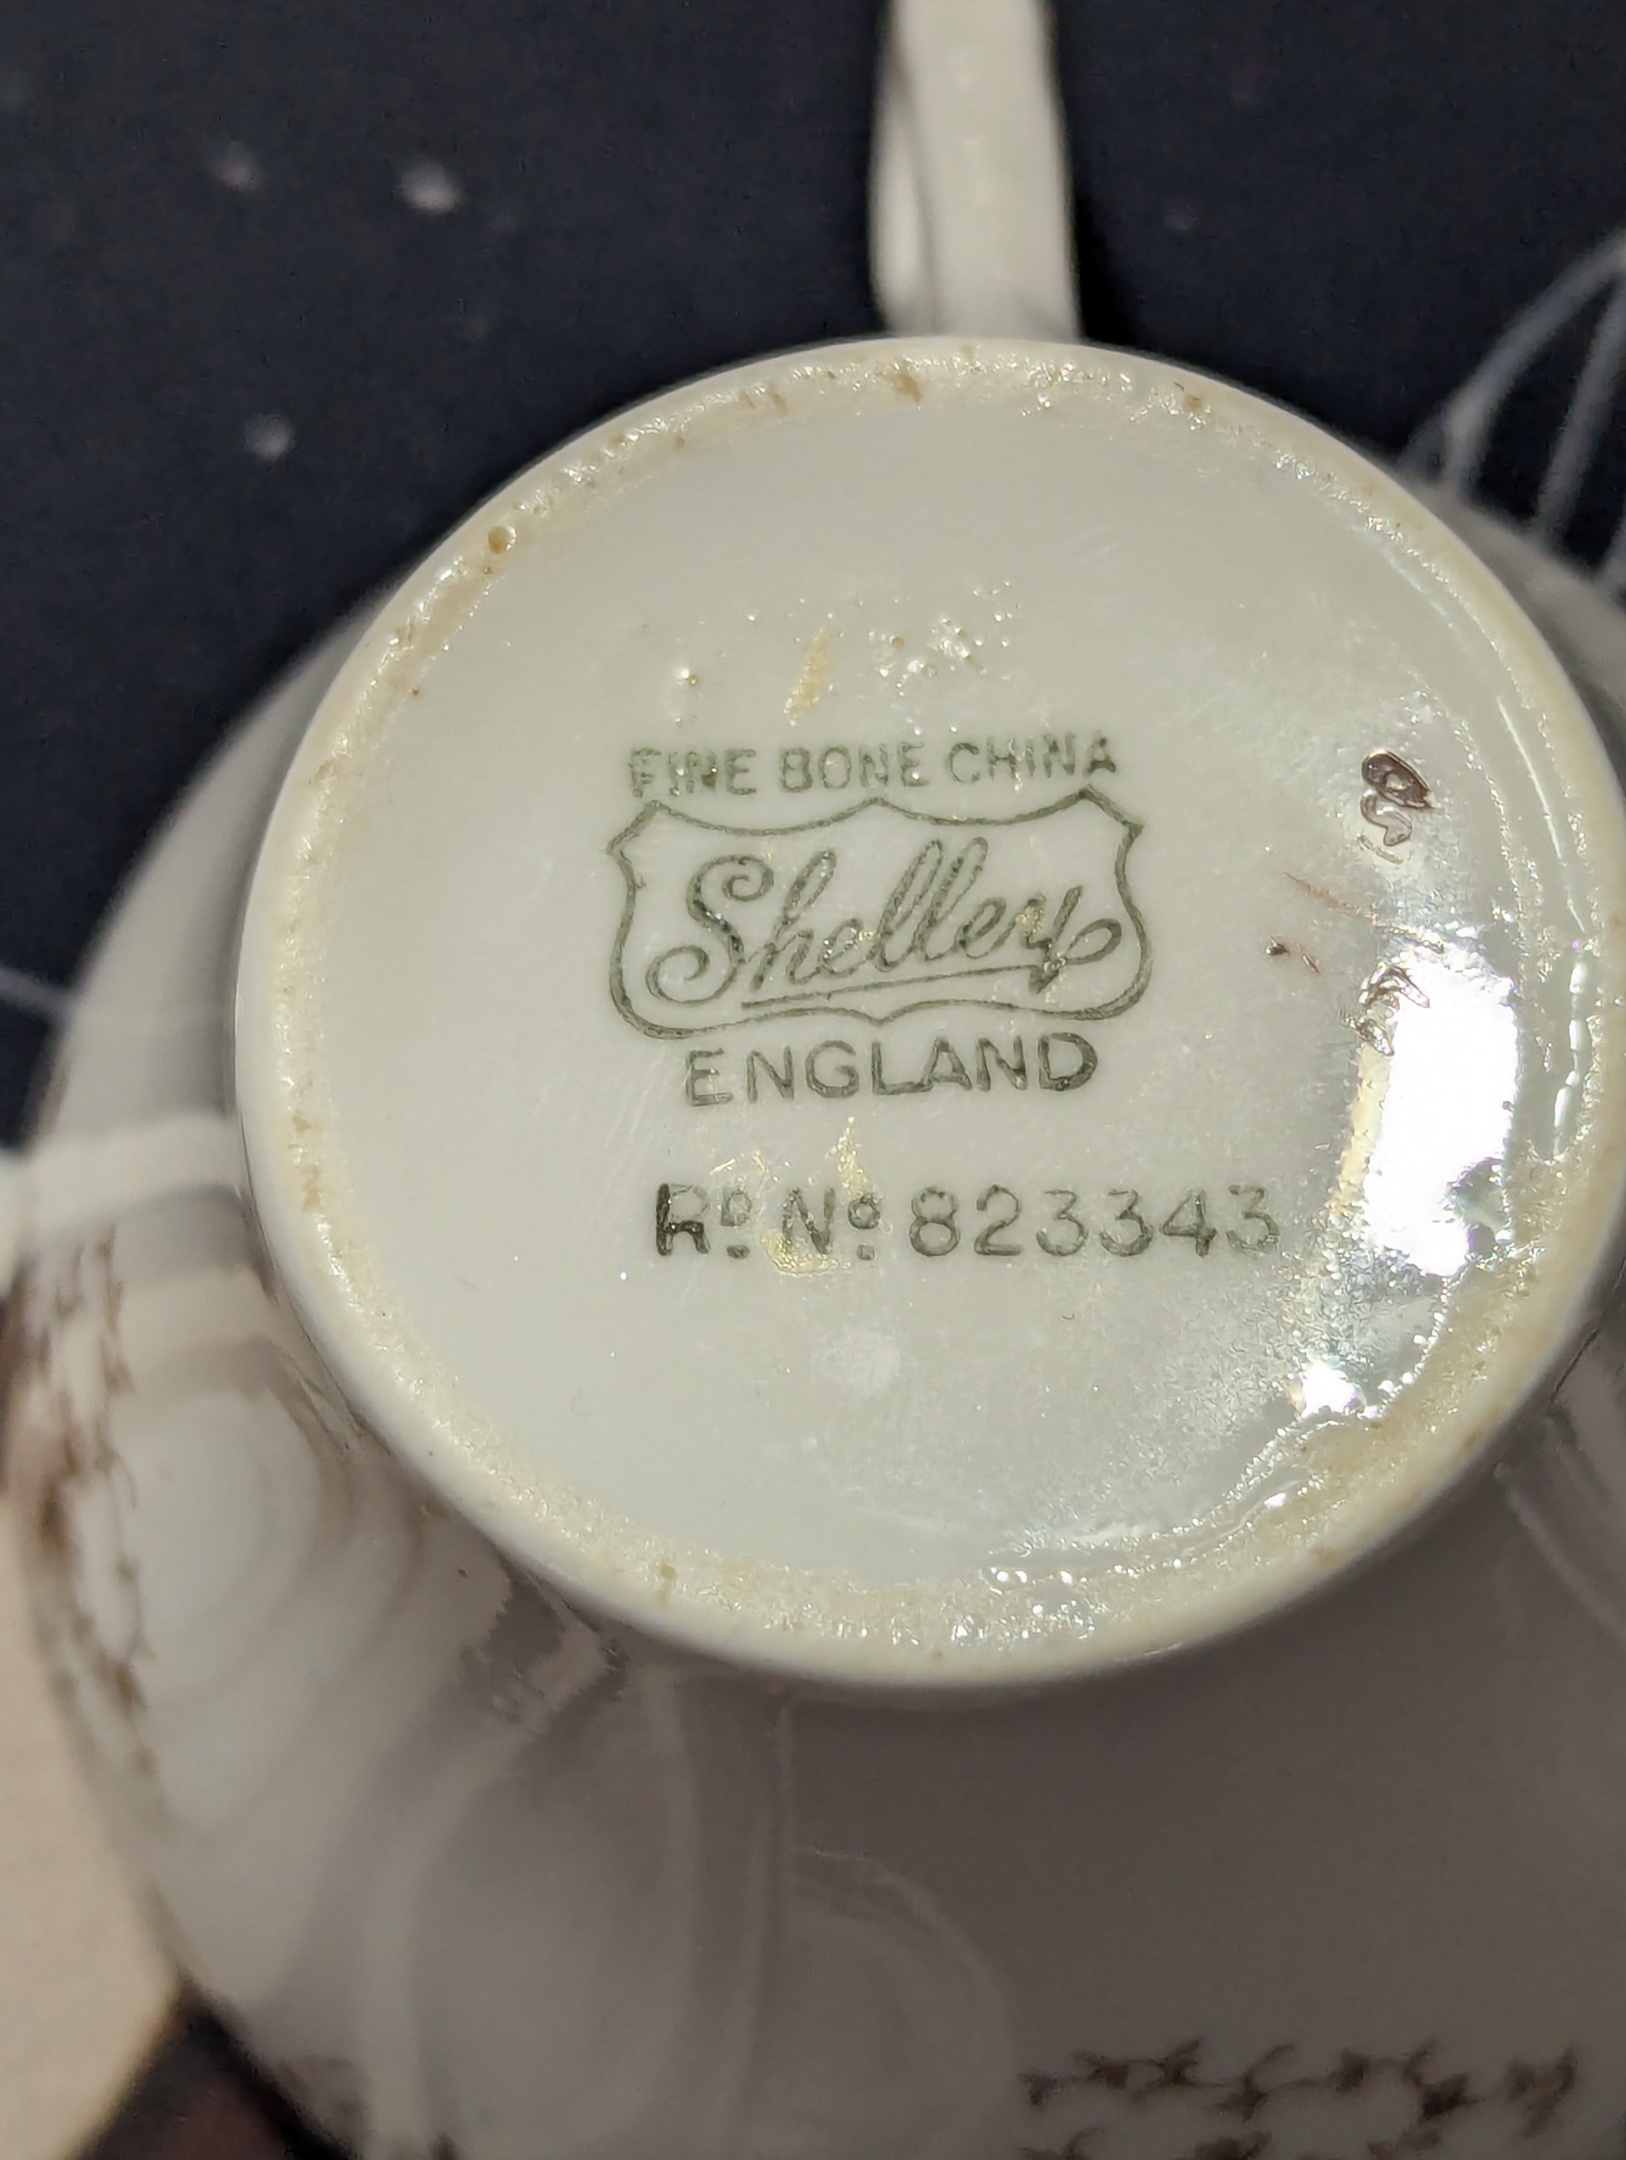 FINE BONE CHINA
Shelley
ENGLAND
Rᴰ. Nº. 823343